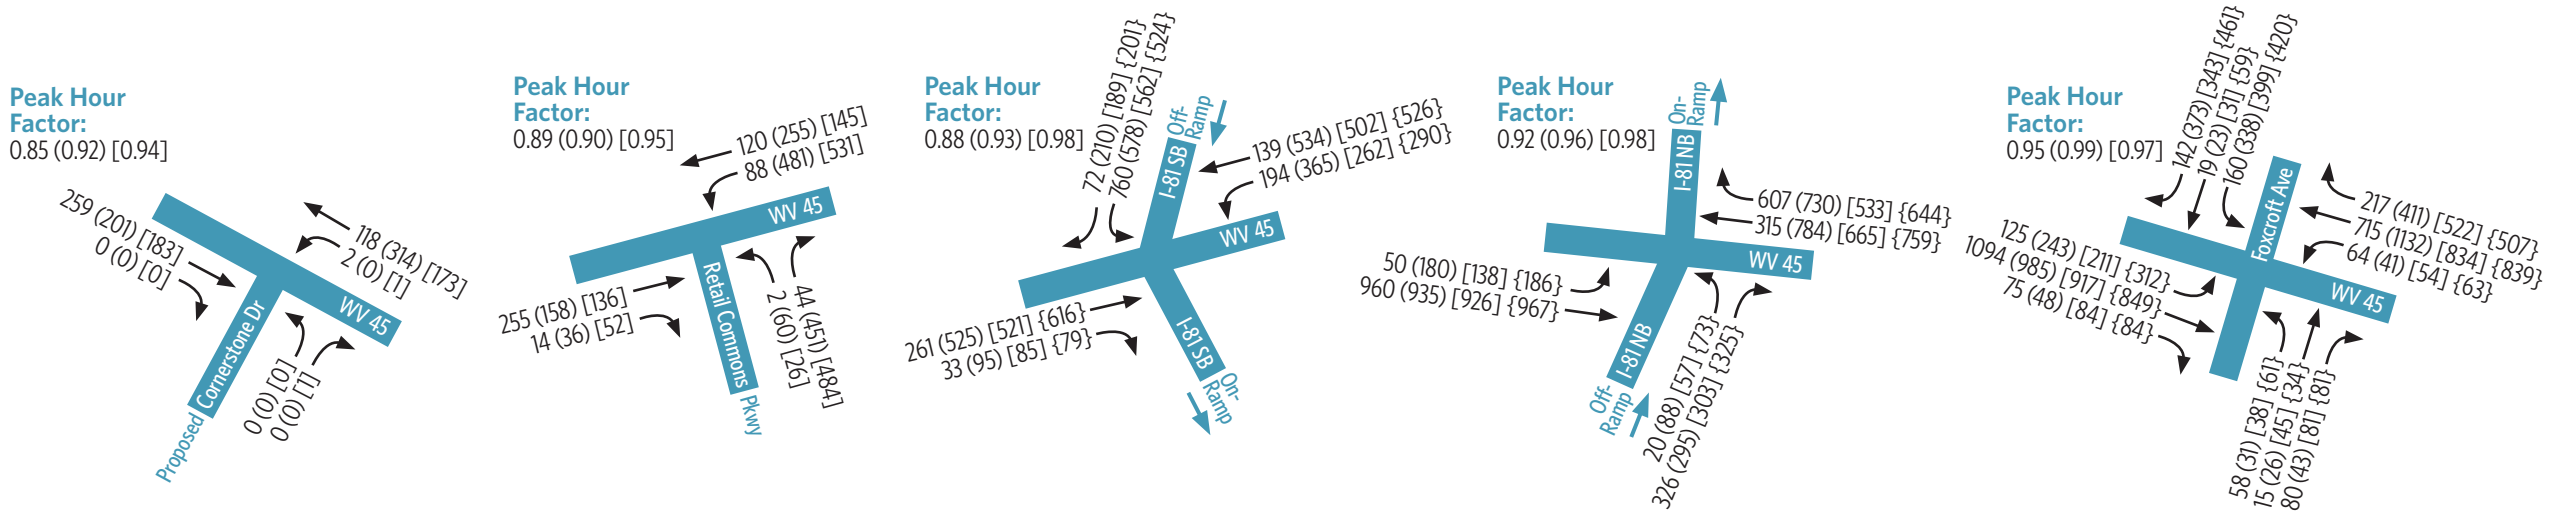 Peak Hour
Factor:
0.85 (0.92) [0.94]
259 (201) [183]
0 (0) [0]
118 (314) [173]
2 (0) [1]
WV 45
Proposed Cornerstone Dr
0 (0) [0]
0 (0) [1]
Peak Hour
Factor:
0.89 (0.90) [0.95]
120 (255) [145]
88 (481) [531]
WV 45
255 (158) [136]
14 (36) [52]
Retail Commons Pkwy
2 (60) [26]
44 (451) [484]
Peak Hour
Factor:
0.88 (0.93) [0.98]
72 (210) [189] {201}
760 (578) [562] {524}
I-81 SB
Off-
Ramp
139 (534) [502] {526}
194 (365) [262] {290}
WV 45
261 (525) [521] {616}
33 (95) [85] {79}
I-81 SB
On-
Ramp
Peak Hour
Factor:
0.92 (0.96) [0.98]
I-81 NB
On-
Ramp
607 (730) [533] {644}
315 (784) [665] {759}
WV 45
50 (180) [138] {186}
960 (935) [926] {967}
I-81 NB
Off-
Ramp
20 (88) [57] {73}
326 (295) [303] {325}
Peak Hour
Factor:
0.95 (0.99) [0.97]
142 (373) [343] {461}
19 (23) [31] {59}
160 (338) [399] {420}
Foxcroft Ave
217 (411) [522] {507}
715 (1132) [834] {839}
64 (41) [54] {63}
WV 45
125 (243) [211] {312}
1094 (985) [917] {849}
75 (48) [84] {84}
58 (31) [38] {61}
15 (26) [45] {34}
80 (43) [81] {81}